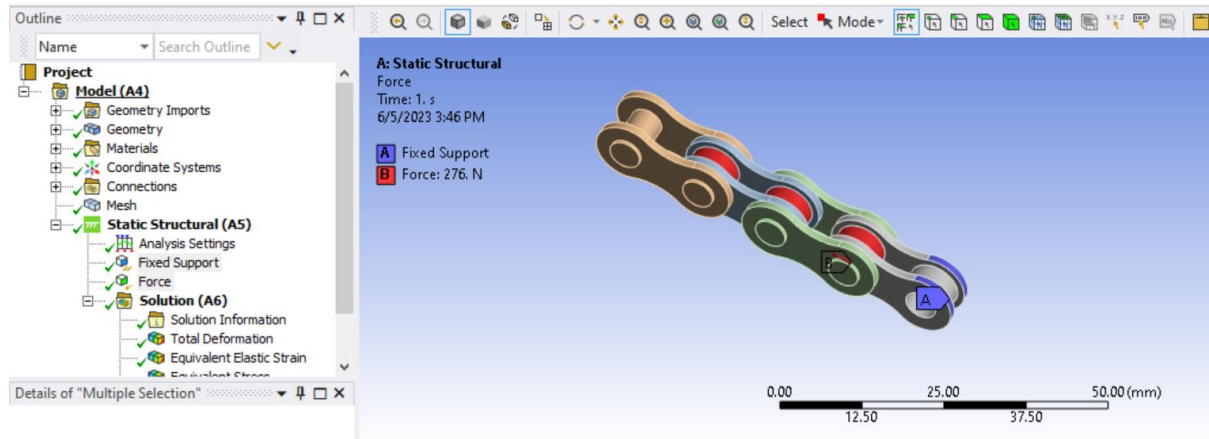 Outline
Select Mode
Name
Search Outline
Project
Model (A4)
Geometry Imports
Geometry
Materials
Coordinate Systems
Connections
Mesh
Static Structural (A5)
Analysis Settings
Fixed Support
Force
Solution (A6)
Solution Information
Total Deformation
Equivalent Elastic Strain
Equivalent Stress
Details of "Multiple Selection"
A: Static Structural
Force
Time: 1. s
6/5/2023 3:46 PM
A Fixed Support
B Force: 276. N
B
A
0.00 25.00 50.00 (mm)
12.50 37.50